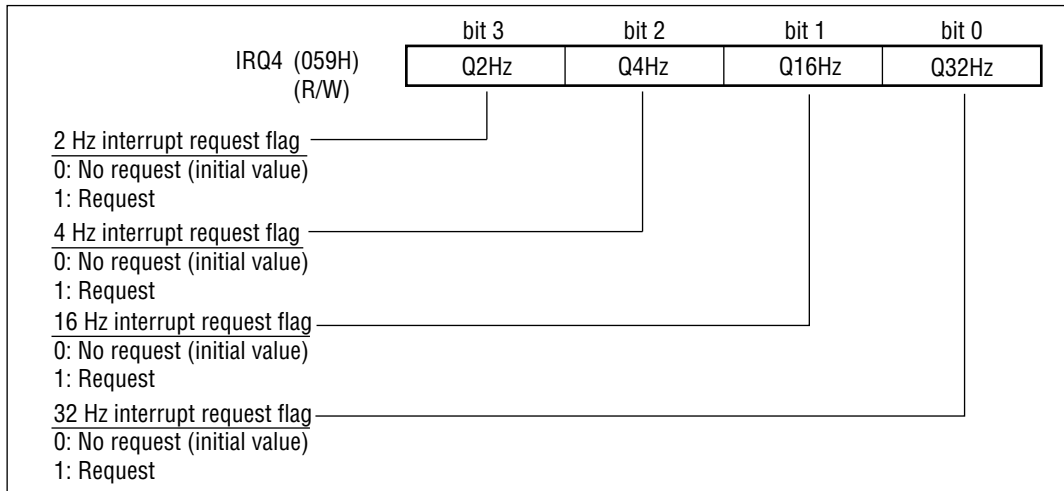 bit 3 bit 2 bit 1 bit 0
IRQ4 (059H) Q2Hz Q4Hz Q16Hz Q32Hz
(R/W)
2 Hz interrupt request flag
0: No request (initial value)
1: Request
4 Hz interrupt request flag
0: No request (initial value)
1: Request
16 Hz interrupt request flag
0: No request (initial value)
1: Request
32 Hz interrupt request flag
0: No request (initial value)
1: Request